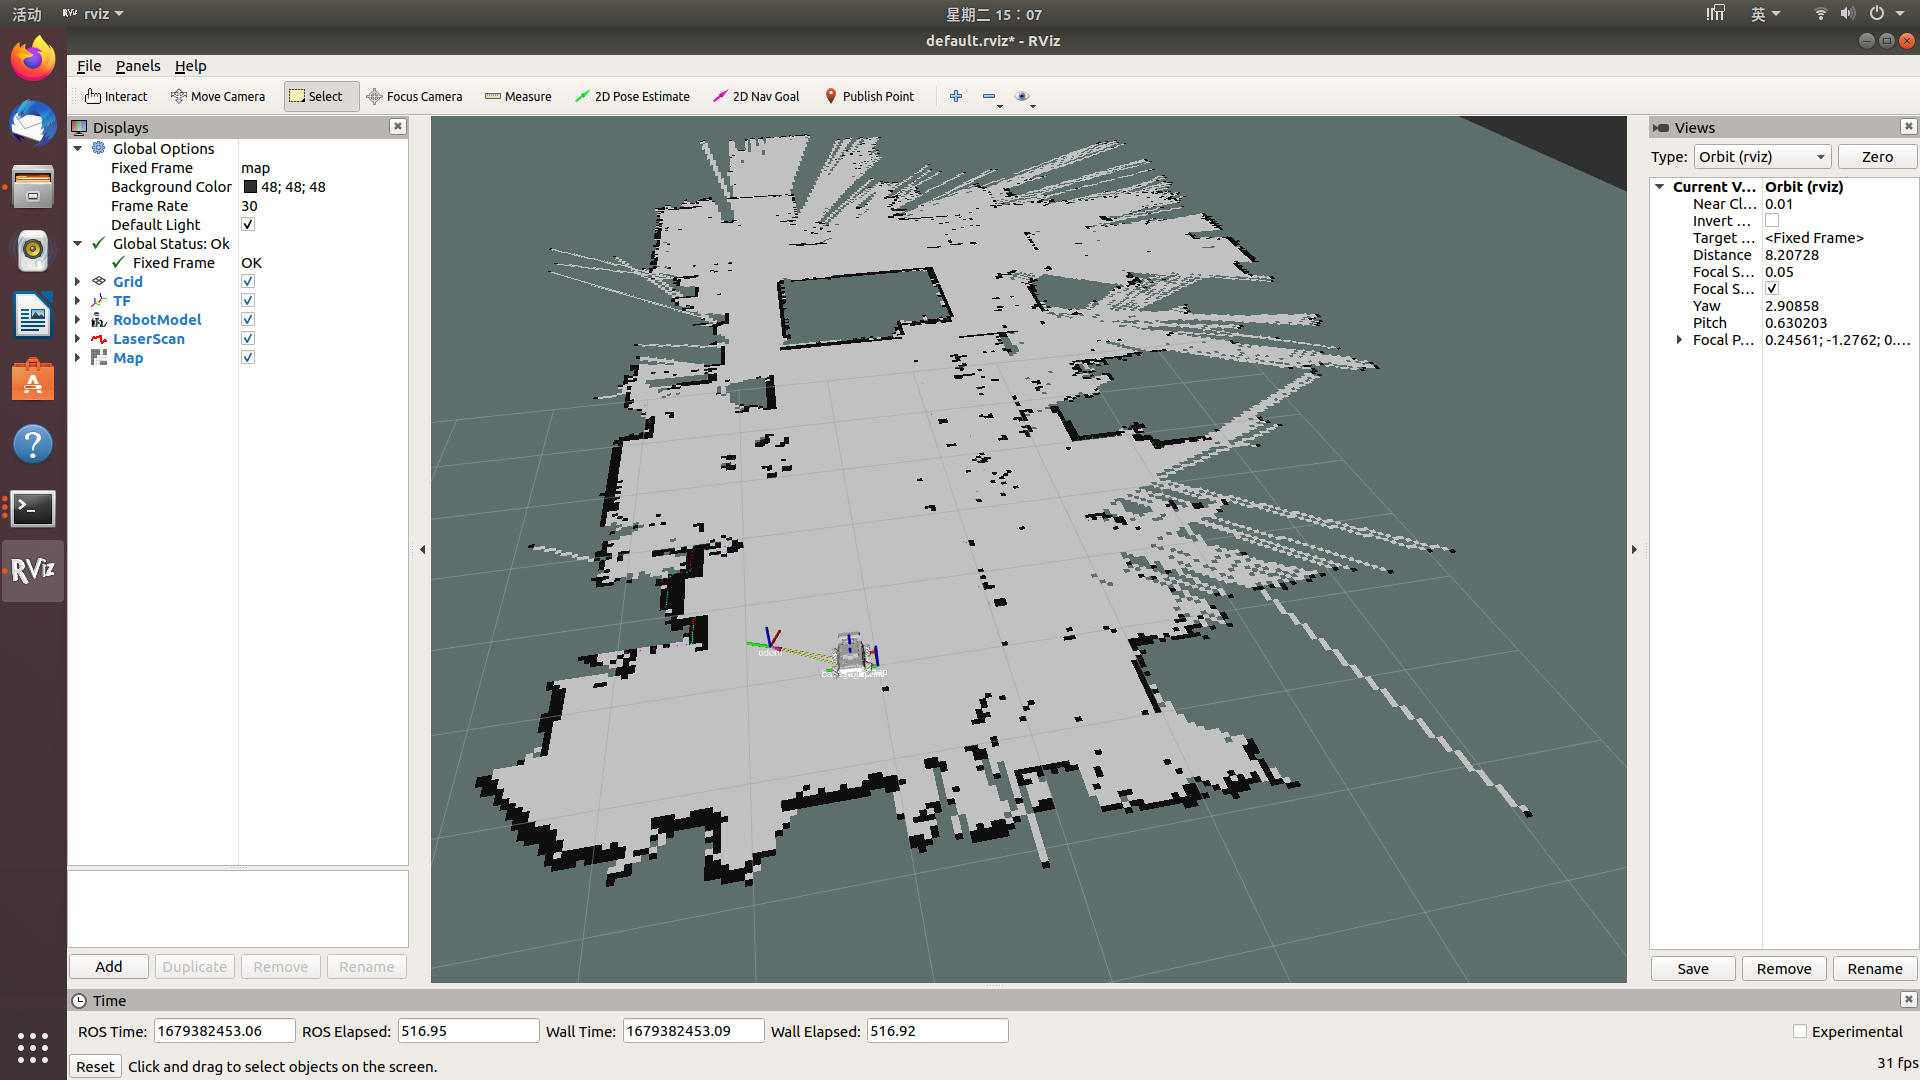 活动 rviz 星期二 15：07 英
default.rviz* - RViz
File Panels Help
Interact Move Camera Select Focus Camera Measure 2D Pose Estimate 2D Nav Goal Publish Point
Displays
Global Options
Fixed Frame map
Background Color 48; 48; 48
Frame Rate 30
Default Light
Global Status: Ok
Fixed Frame OK
Grid
TF
RobotModel
LaserScan
Map
Add Duplicate Remove Rename
RViz
odom
Views
Type: Orbit (rviz) Zero
Current V... Orbit (rviz)
Near Cl... 0.01
Invert ...
Target ... <Fixed Frame>
Distance 8.20728
Focal S... 0.05
Focal S...
Yaw 2.90858
Pitch 0.630203
Focal P... 0.24561; -1.2762; 0....
Save Remove Rename
Time
ROS Time: 1679382453.06 ROS Elapsed: 516.95 Wall Time: 1679382453.09 Wall Elapsed: 516.92 Experimental
Reset Click and drag to select objects on the screen. 31 fps